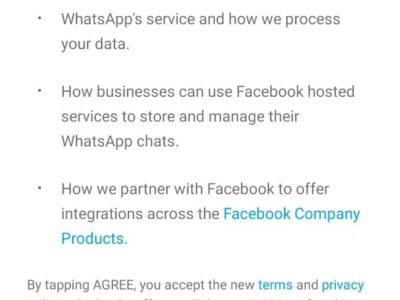 • WhatsApp's service and how we process
your data.
• How businesses can use Facebook hosted
services to store and manage their
WhatsApp chats.
• How we partner with Facebook to offer
integrations across the Facebook Company
Products.
By tapping AGREE, you accept the new terms and privacy